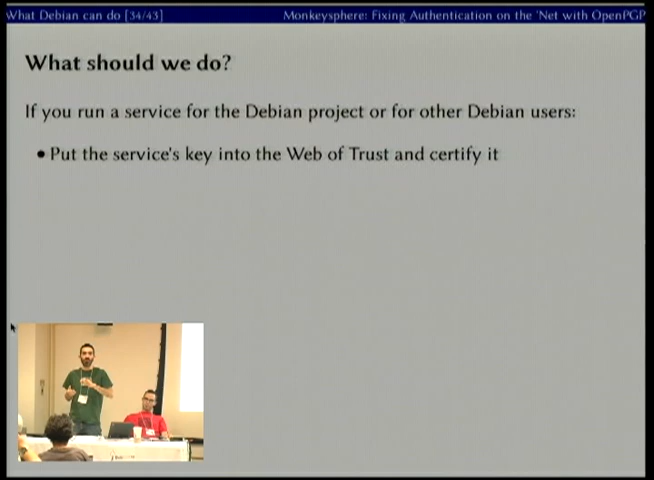 What Debian can do [34/43]
Monkeysphere: Fixing Authentication on the 'Net with OpenPGP
What should we do?
If you run a service for the Debian project or for other Debian users:
• Put the service's key into the Web of Trust and certify it